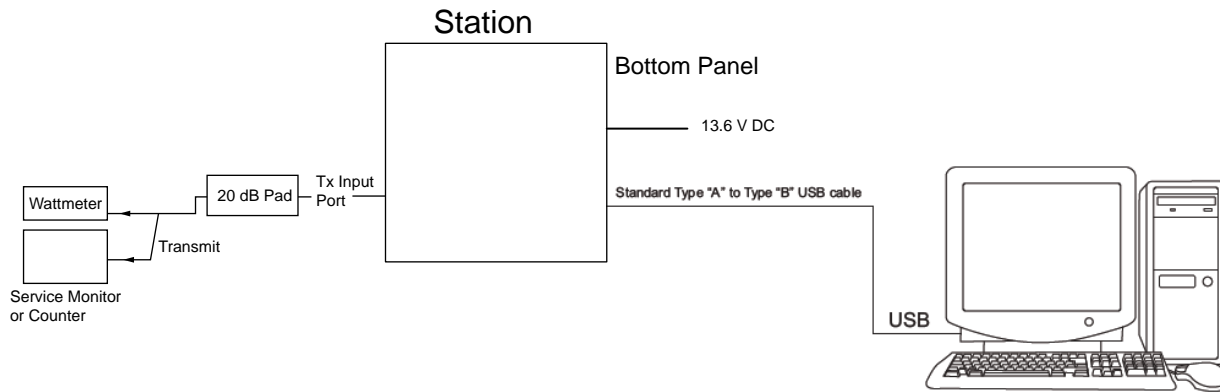 Station
Bottom Panel
13.6 V DC
Tx Input
Port
20 dB Pad
Wattmeter
Transmit
Service Monitor
or Counter
Standard Type “A” to Type “B” USB cable
USB